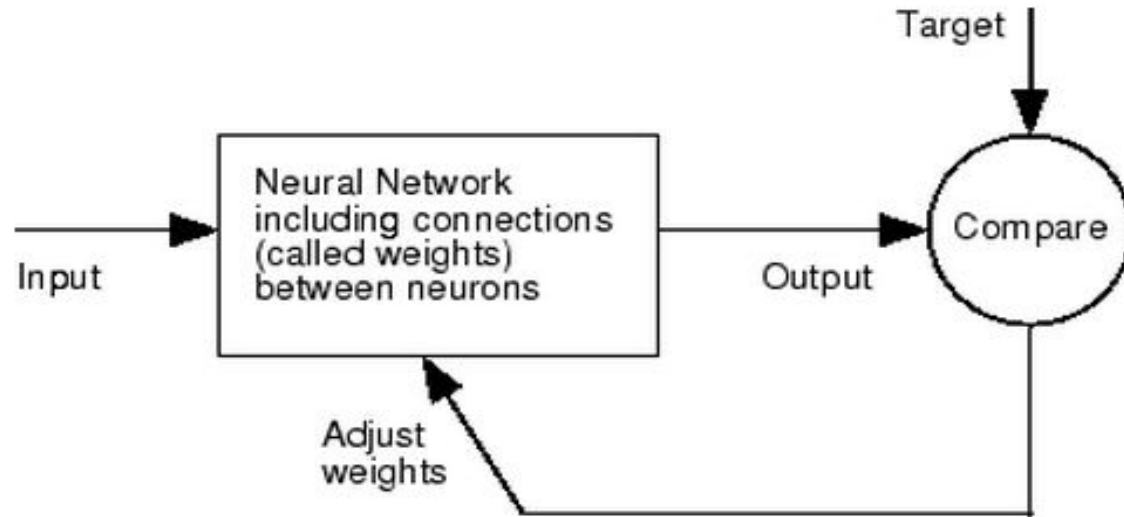 Target
Neural Network
including connections
(called weights)
between neurons
Compare
Input
Output
Adjust
weights